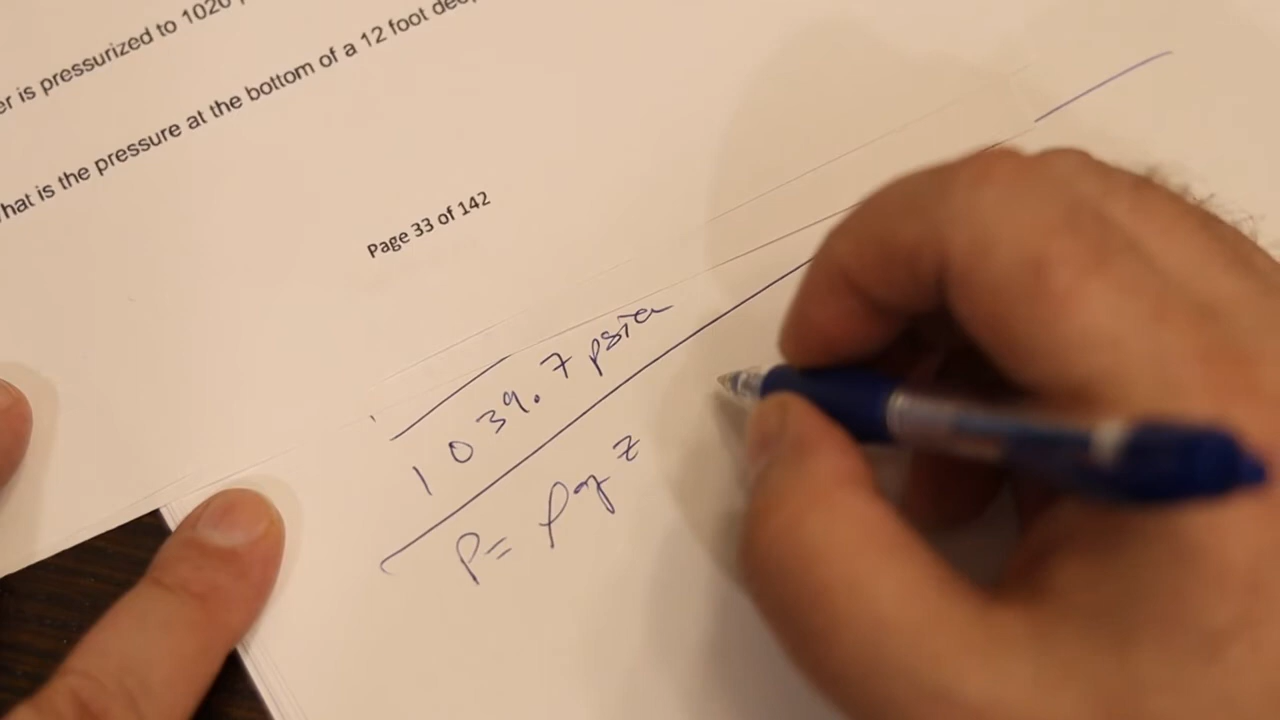 er is pressurized to 1020
hat is the pressure at the bottom of a 12 foot
Page 33 of 142
1039.7 psia
P= ρgz